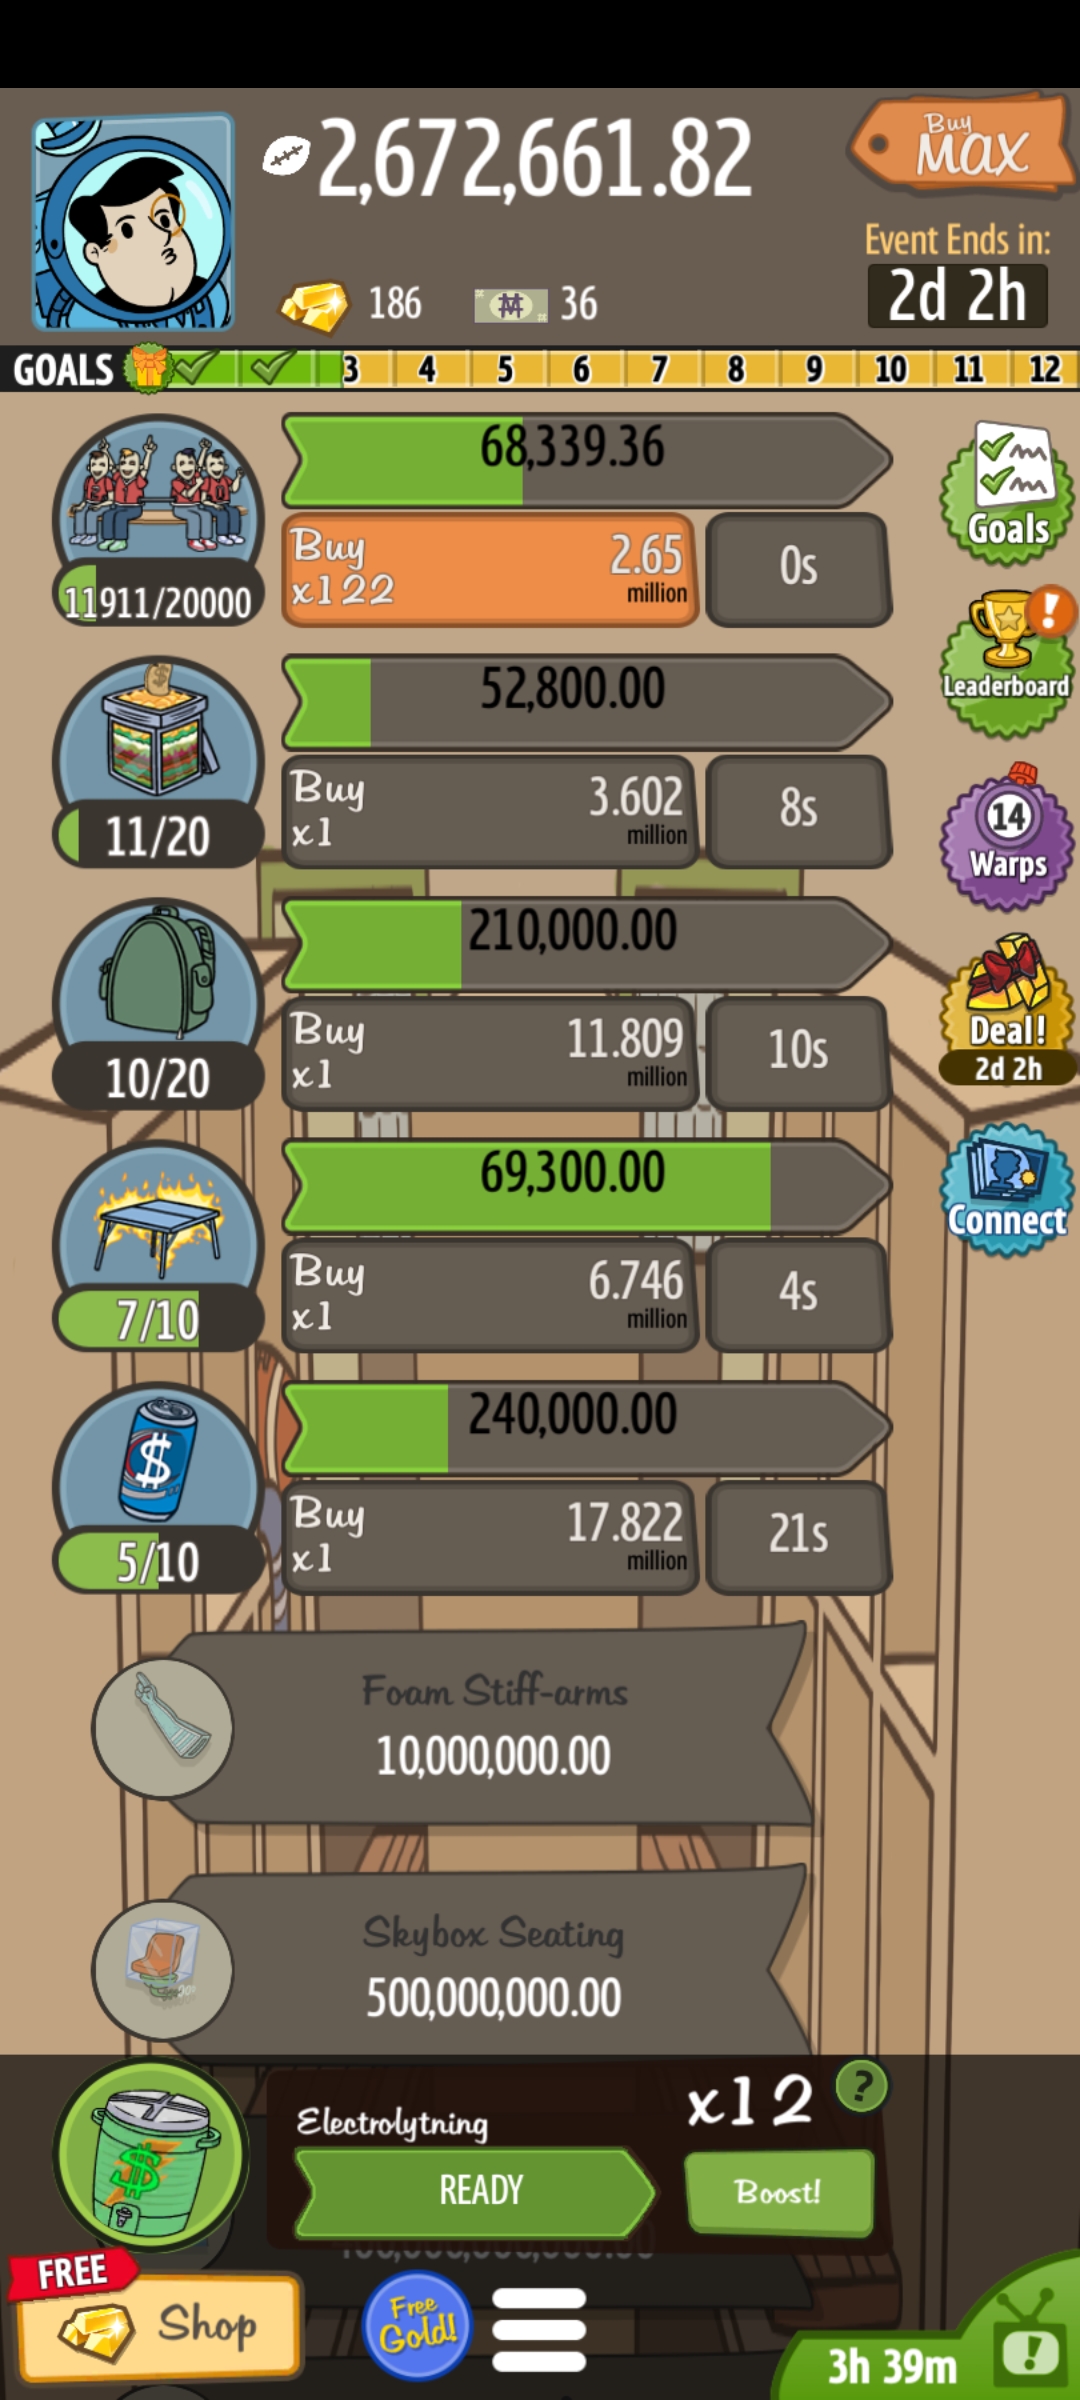 2,672,661.82
Buy
MAX
Event Ends in:
2d 2h
186
36
GOALS
3 4 5 6 7 8 9 10 11 12
68,339.36
Buy
x122
2.65
million
0s
11911/20000
Goals
52,800.00
Buy
x1
3.602
million
8s
11/20
Leaderboard
14
Warps
210,000.00
Buy
x1
11.809
million
10s
10/20
Deal!
2d 2h
69,300.00
Buy
x1
6.746
million
4s
7/10
Connect
240,000.00
Buy
x1
17.822
million
21s
5/10
Foam Stiff-arms
10,000,000.00
Skybox Seating
500,000,000.00
Electrolytning
READY
x12
?
Boost!
FREE
Shop
Free
Gold!
3h 39m